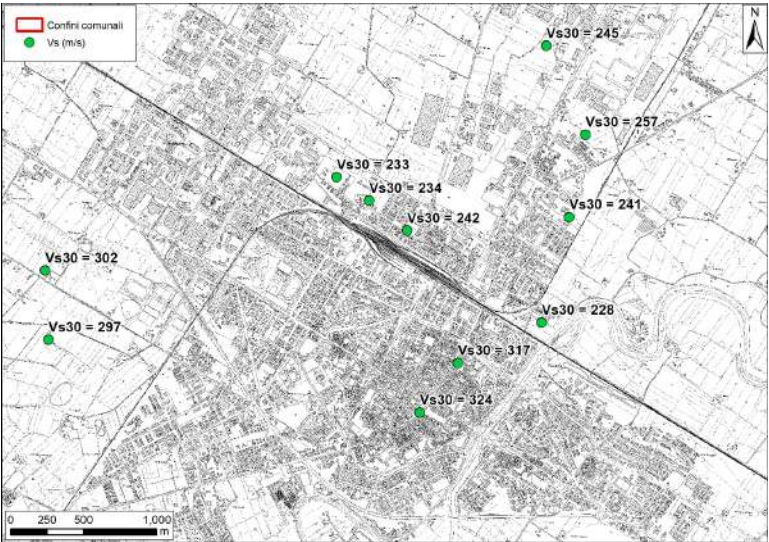 Confini comunali
Vs (m/s)
N
Vs30 = 245
Vs30 = 257
Vs30 = 233
Vs30 = 234
Vs30 = 241
Vs30 = 242
Vs30 = 302
Vs30 = 228
Vs30 = 297
Vs30 = 317
Vs30 = 324
0 250 500 1,000
m